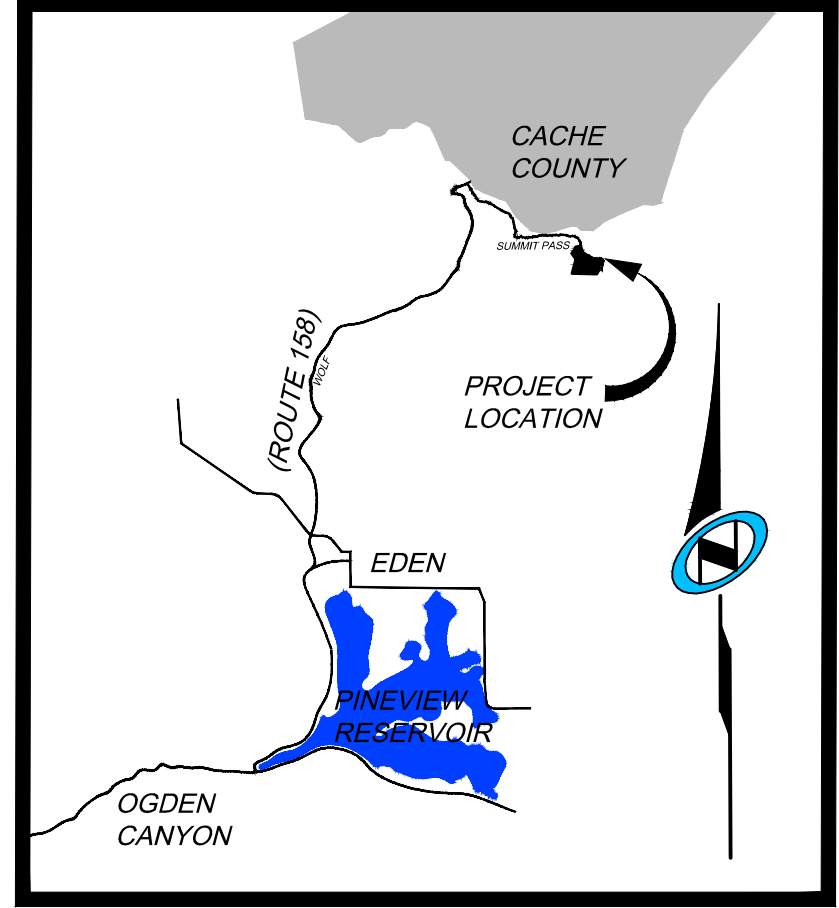 CACHE
COUNTY
SUMMIT PASS
(ROUTE 158)
WOLF
PROJECT
LOCATION
N
EDEN
PINEVIEW
RESERVOIR
OGDEN
CANYON